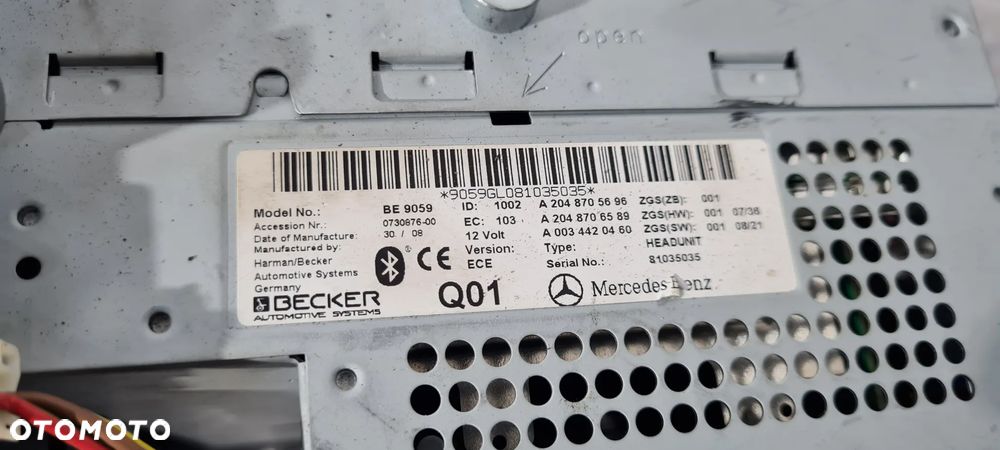 open
*9059GL081035035*
Model No.: BE 9059 ID: 1002 A 204 870 56 96 ZGS(ZB): 001
Accession Nr.: 0730876-00 EC: 103 A 204 870 65 89 ZGS(HW): 001 07/36
Date of Manufacture: 30 / 08 12 Volt A 003 442 04 60 ZGS(SW): 001 08/21
Manufactured by: Version: Type: HEADUNIT
Harman/Becker ECE Serial No.: 81035035
Automotive Systems
Germany
CE
Q01 Mercedes-Benz
BECKER
AUTOMOTIVE SYSTEMS
OTOMOTO